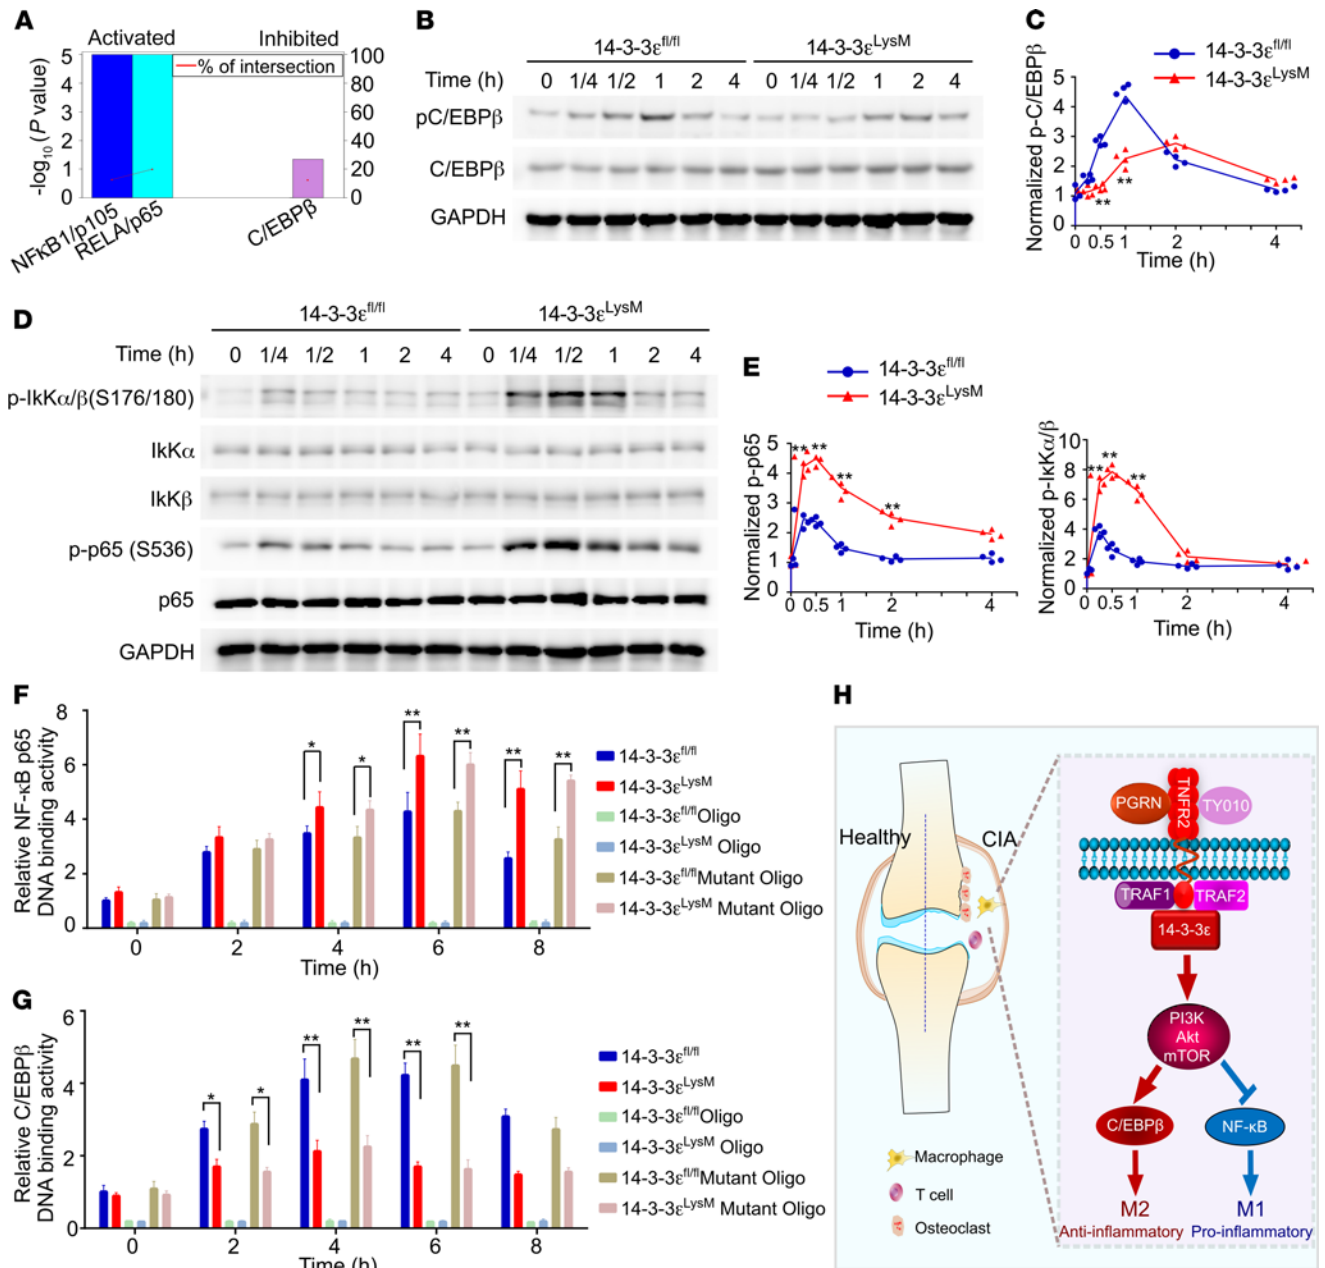 A
Activated
Inhibited
-log10 (P value)
5
4
3
2
1
0
% of intersection
100
80
60
40
20
0
NFκB1/p105
RELA/p65
C/EBPβ
B
14-3-3εfl/fl
14-3-3εLysM
Time (h)
0 1/4 1/2 1 2 4 0 1/4 1/2 1 2 4
pC/EBPβ
C/EBPβ
GAPDH
C
14-3-3εfl/fl
14-3-3εLysM
Normalized p-C/EBPβ
5
4
3
2
1
0
**
**
0 0.5 1 2 4
Time (h)
D
14-3-3εfl/fl
14-3-3εLysM
Time (h)
0 1/4 1/2 1 2 4 0 1/4 1/2 1 2 4
p-IkKα/β(S176/180)
IkKα
IkKβ
p-p65 (S536)
p65
GAPDH
E
14-3-3εfl/fl
14-3-3εLysM
Normalized p-p65
5
4
3
2
1
0
** **
**
**
0 0.5 1 2 4
Time (h)
Normalized p-IkKα/β
10
8
6
4
2
0
**
** **
0 0.5 1 2 4
Time (h)
F
Relative NF-κB p65
DNA binding activity
8
6
4
2
0
* * ** ** ** **
0 2 4 6 8
Time (h)
14-3-3εfl/fl
14-3-3εLysM
14-3-3εfl/flOligo
14-3-3εLysM Oligo
14-3-3εfl/flMutant Oligo
14-3-3εLysM Mutant Oligo
G
Relative C/EBPβ
DNA binding activity
6
4
2
0
* * ** ** ** **
0 2 4 6 8
Time (h)
14-3-3εfl/fl
14-3-3εLysM
14-3-3εfl/flOligo
14-3-3εLysM Oligo
14-3-3εfl/flMutant Oligo
14-3-3εLysM Mutant Oligo
H
Healthy
CIA
Macrophage
T cell
Osteoclast
PGRN
TNFR2
TY010
TRAF1
TRAF2
14-3-3ε
PI3K
Akt
mTOR
C/EBPβ
NF-κB
M2
M1
Anti-inflammatory
Pro-inflammatory